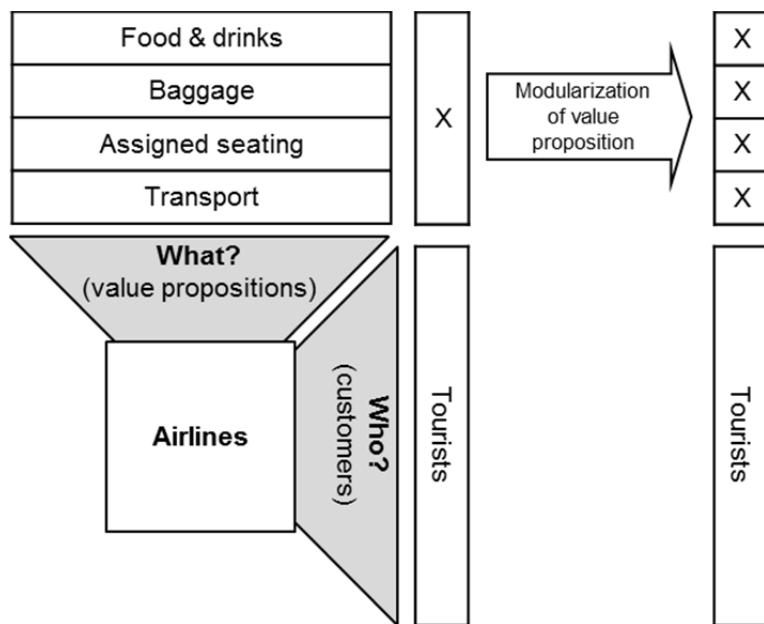 Food & drinks
Baggage
Assigned seating
Transport
X
Modularization
of value
proposition
X
X
X
X
What?
(value propositions)
Airlines
Who?
(customers)
Tourists
Tourists